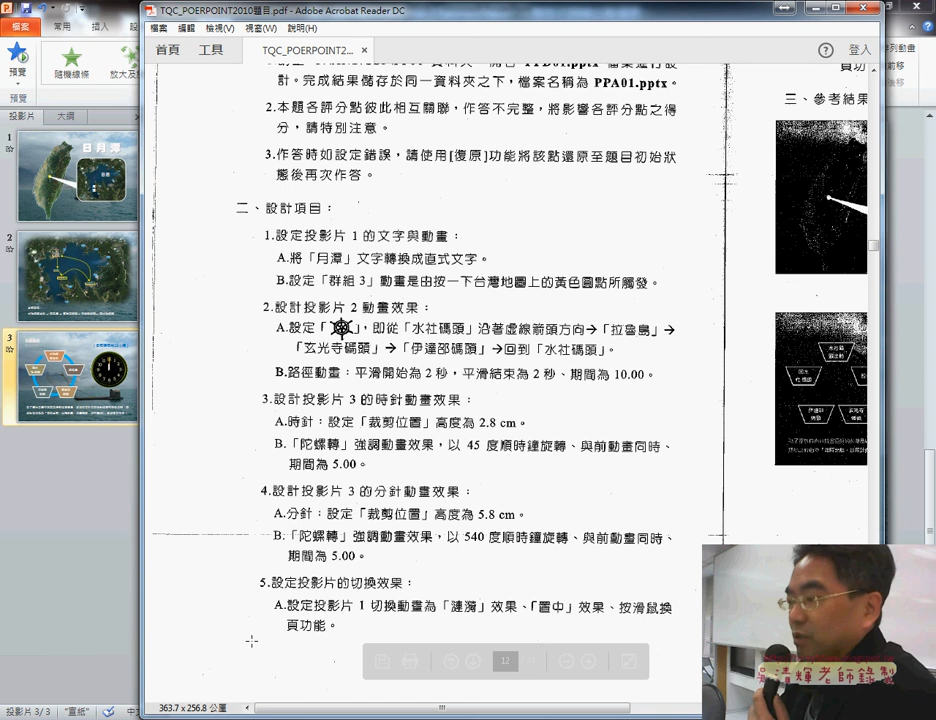 TQC_POERPOINT2010題目.pdf - Adobe Acrobat Reader DC
檔案
常用
插入
檔案 編輯 檢視(V) 視窗(W) 說明(H)
首頁 工具 TQC_POERPOINT2... × 登入
預覽
隨機線條
預覽
投影片 大綱
計。完成結果儲存於同一資料夾之下,檔案名稱為 PPA01.pptx。
2.本題各評分點彼此相互關聯,作答不完整,將影響各評分點之得
分,請特別注意。
3.作答時如設定錯誤,請使用[復原]功能將該點還原至題目初始狀
態後再次作答。
二、設計項目:
1.設定投影片 1 的文字與動畫:
A.將「月潭」文字轉換成直式文字。
B.設定「群組 3」動畫是由按一下台灣地圖上的黃色圓點所觸發。
2.設計投影片 2 動畫效果:
A.設定「」,即從「水社碼頭」沿著虛線箭頭方向→「拉魯島」→
「玄光寺碼頭」→「伊達邵碼頭」→回到「水社碼頭」。
B.路徑動畫:平滑開始為 2 秒,平滑結束為 2 秒、期間為 10.00。
3.設計投影片 3 的時針動畫效果:
A.時針:設定「裁剪位置」高度為 2.8 cm。
B.「陀螺轉」強調動畫效果,以 45 度順時鐘旋轉、與前動畫同時、
期間為 5.00。
4.設計投影片 3 的分針動畫效果:
A.分針:設定「裁剪位置」高度為 5.8 cm。
B.「陀螺轉」強調動畫效果,以 540 度順時鐘旋轉、與前動畫同時、
期間為 5.00。
5.設定投影片的切換效果:
A.設定投影片 1 切換動畫為「漣漪」效果、「置中」效果、按滑鼠換
頁功能。
三、參考結果
1
日月潭
2
3
12
363.7 x 256.8 公釐
投影片 3/3 "宣紙"
吳清輝老師錄製